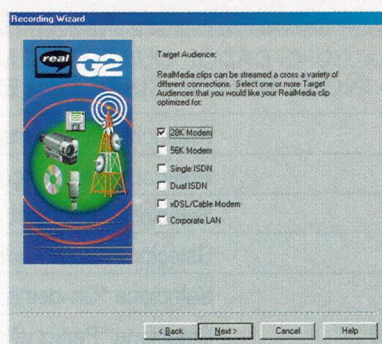 Recording Wizard
real G2
Target Audience:
RealMedia clips can be streamed a cross a variety of
different connections. Select one or more Target
Audiences that you would like your RealMedia clip
optimized for:
28K Modem
56K Modem
Single ISDN
Dual ISDN
xDSL/Cable Modem
Corporate LAN
< Back
Next >
Cancel
Help